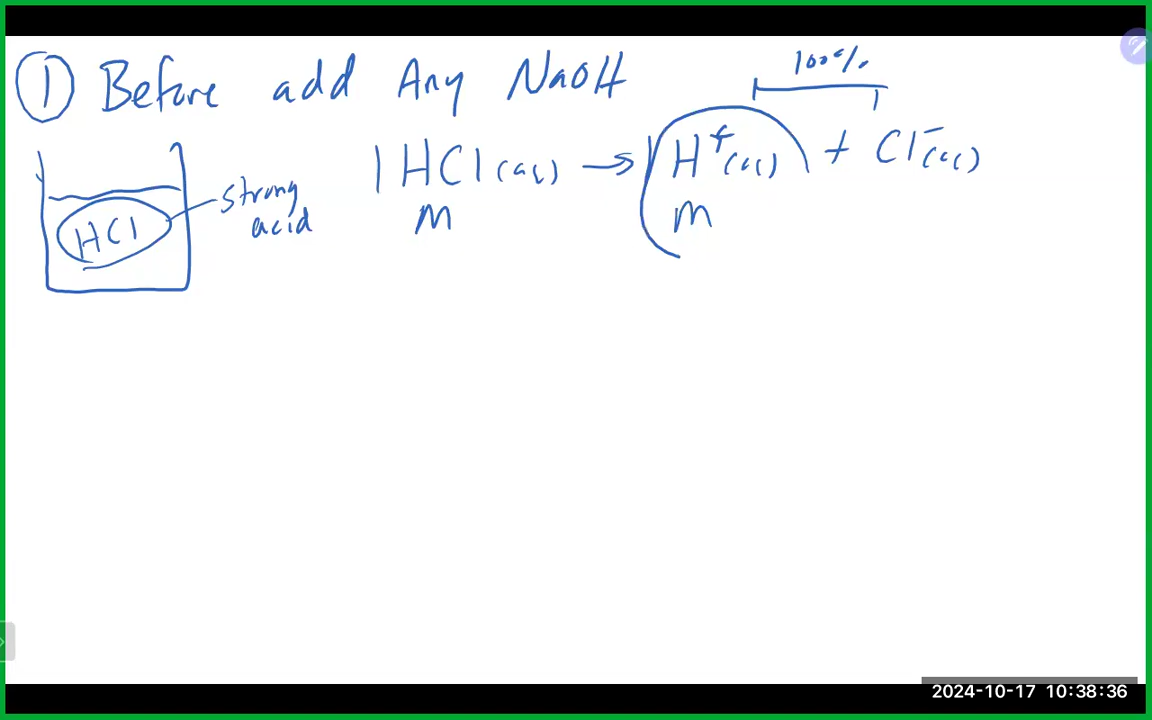 ① Before add Any NaOH
100%
1 HCl(aq) → 1 H⁺(aq) + Cl⁻(aq)
M M
HCl
strong
acid
2024-10-17 10:38:36